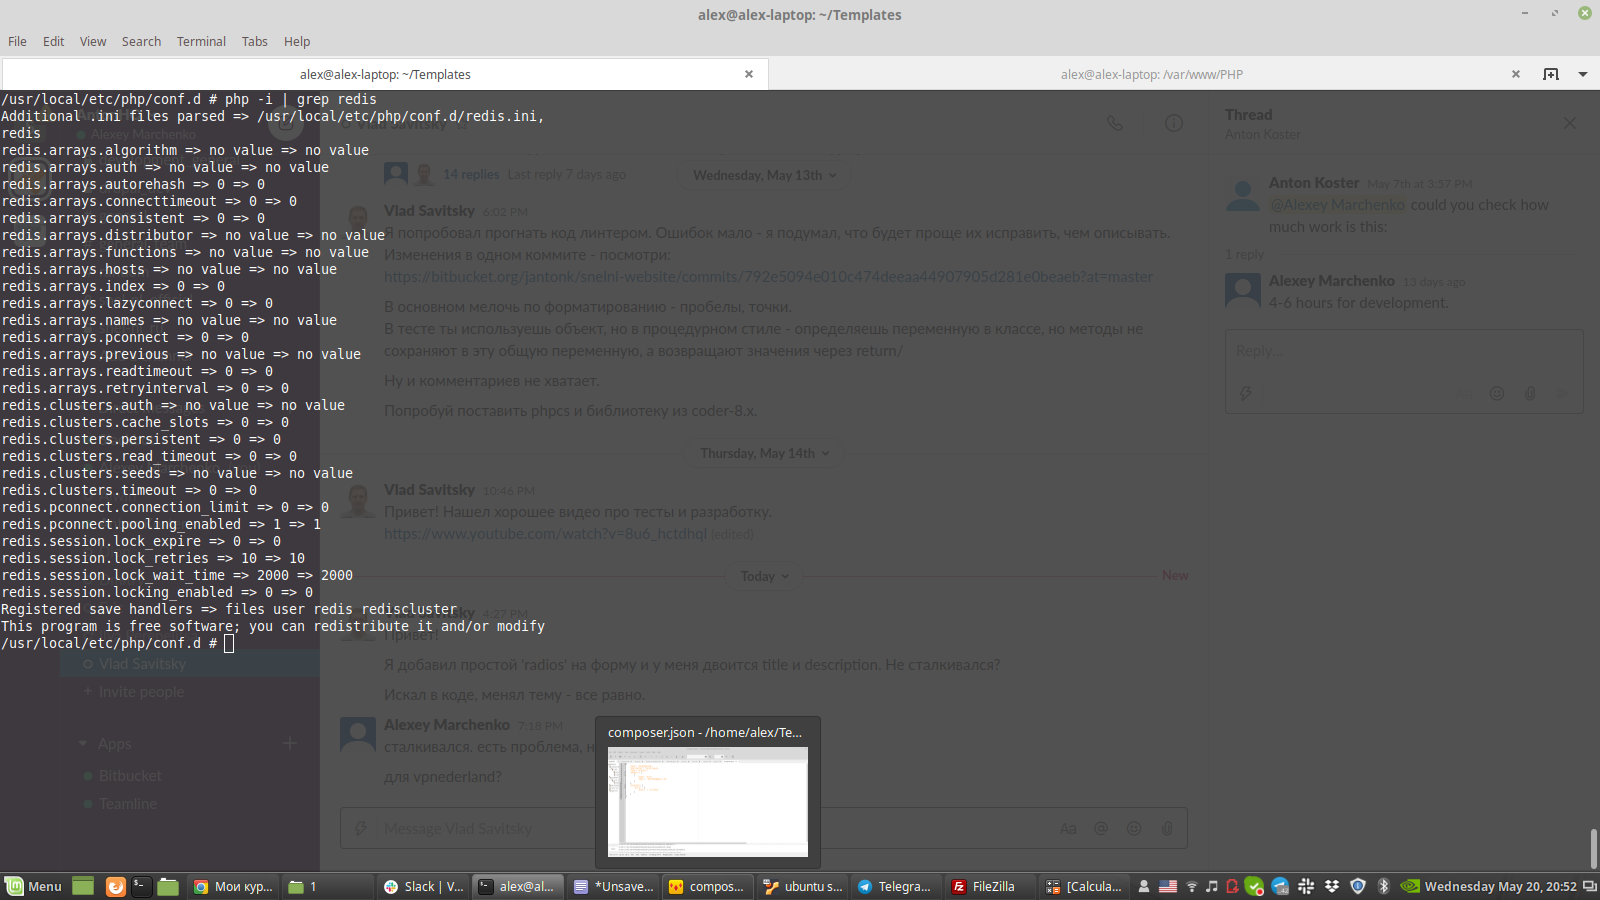 alex@alex-laptop: ~/Templates
File Edit View Search Terminal Tabs Help
alex@alex-laptop: ~/Templates
alex@alex-laptop: /var/www/PHP
/usr/local/etc/php/conf.d # php -i | grep redis
Additional .ini files parsed => /usr/local/etc/php/conf.d/redis.ini,
redis
redis.arrays.algorithm => no value => no value
redis.arrays.auth => no value => no value
redis.arrays.autorehash => 0 => 0
redis.arrays.connecttimeout => 0 => 0
redis.arrays.consistent => 0 => 0
redis.arrays.distributor => no value => no value
redis.arrays.functions => no value => no value
redis.arrays.hosts => no value => no value
redis.arrays.index => 0 => 0
redis.arrays.lazyconnect => 0 => 0
redis.arrays.names => no value => no value
redis.arrays.pconnect => 0 => 0
redis.arrays.previous => no value => no value
redis.arrays.readtimeout => 0 => 0
redis.arrays.retryinterval => 0 => 0
redis.clusters.auth => no value => no value
redis.clusters.cache_slots => 0 => 0
redis.clusters.persistent => 0 => 0
redis.clusters.read_timeout => 0 => 0
redis.clusters.seeds => no value => no value
redis.clusters.timeout => 0 => 0
redis.pconnect.connection_limit => 0 => 0
redis.pconnect.pooling_enabled => 1 => 1
redis.session.lock_expire => 0 => 0
redis.session.lock_retries => 10 => 10
redis.session.lock_wait_time => 2000 => 2000
redis.session.locking_enabled => 0 => 0
Registered save handlers => files user redis rediscluster
This program is free software; you can redistribute it and/or modify
/usr/local/etc/php/conf.d #
Alexey Marchenko
Vlad Savitsky
+ Invite people
Apps
Bitbucket
Teamline
Vlad Savitsky
14 replies Last reply 7 days ago
Wednesday, May 13th
Vlad Savitsky 6:02 PM
Я попробовал прогнать код линтером. Ошибок мало - я подумал, что будет проще их исправить, чем описывать.
Изменения в одном коммите - посмотри:
https://bitbucket.org/jantonk/snelnl-website/commits/792e5094e010c474deeaa44907905d281e0beaeb?at=master
В основном мелочь по форматированию - пробелы, точки.
В тесте ты используешь объект, но в процедурном стиле - определяешь переменную в классе, но методы не
сохраняют в эту общую переменную, а возвращают значения через return/
Ну и комментариев не хватает.
Попробуй поставить phpcs и библиотеку из coder-8.x.
Thursday, May 14th
Vlad Savitsky 10:46 PM
Привет! Нашел хорошее видео про тесты и разработку.
https://www.youtube.com/watch?v=8u6_hctdhqI (edited)
Today
New
4:27 PM
Привет!
Я добавил простой 'radios' на форму и у меня двоится title и description. Не сталкивался?
Искал в коде, менял тему - все равно.
Alexey Marchenko 7:18 PM
сталкивался. есть проблема, н
для vpnederland?
Message Vlad Savitsky
Aa
Thread
Anton Koster
Anton Koster May 7th at 3:57 PM
@Alexey Marchenko could you check how
much work is this:
1 reply
Alexey Marchenko 13 days ago
4-6 hours for development.
Reply...
composer.json - /home/alex/Te...
Menu
Мои кур...
1
Slack | V...
alex@al...
*Unsave...
compos...
ubuntu s...
Telegra...
FileZilla
[Calcula...
Wednesday May 20, 20:52